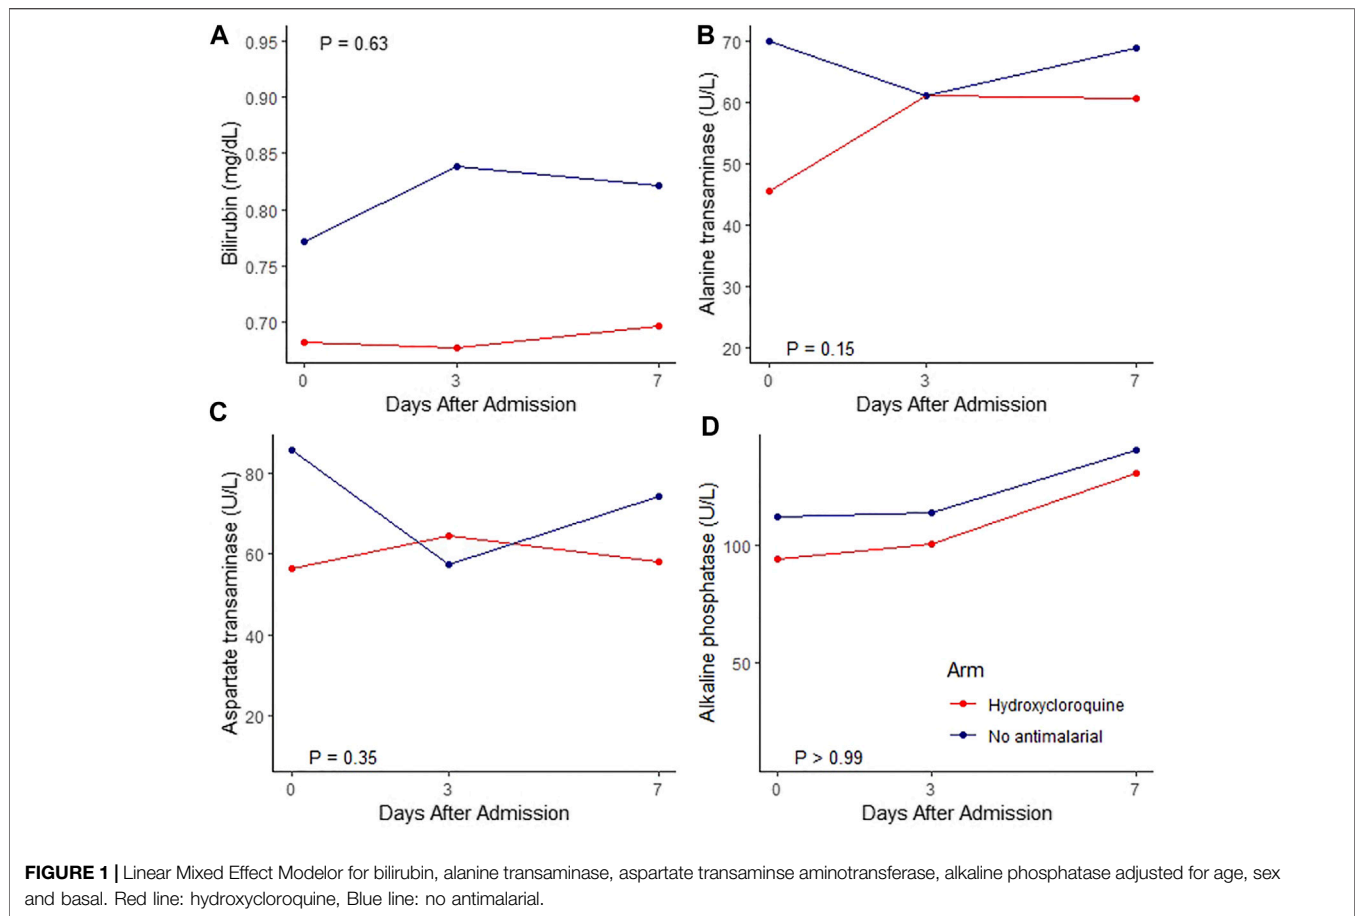 A
P = 0.63
0.95
0.90
0.85
0.80
0.75
0.70
Bilirubin (mg/dL)
0 3 7
Days After Admission
B
70
60
50
40
30
20
Alanine transaminase (U/L)
P = 0.15
0 3 7
Days After Admission
C
80
60
40
20
Aspartate transaminase (U/L)
P = 0.35
0 3 7
Days After Admission
D
100
50
Alkaline phosphatase (U/L)
Arm
Hydroxycloroquine
No antimalarial
P > 0.99
0 3 7
Days After Admission
FIGURE 1 | Linear Mixed Effect Modelor for bilirubin, alanine transaminase, aspartate transaminse aminotransferase, alkaline phosphatase adjusted for age, sex
and basal. Red line: hydroxycloroquine, Blue line: no antimalarial.